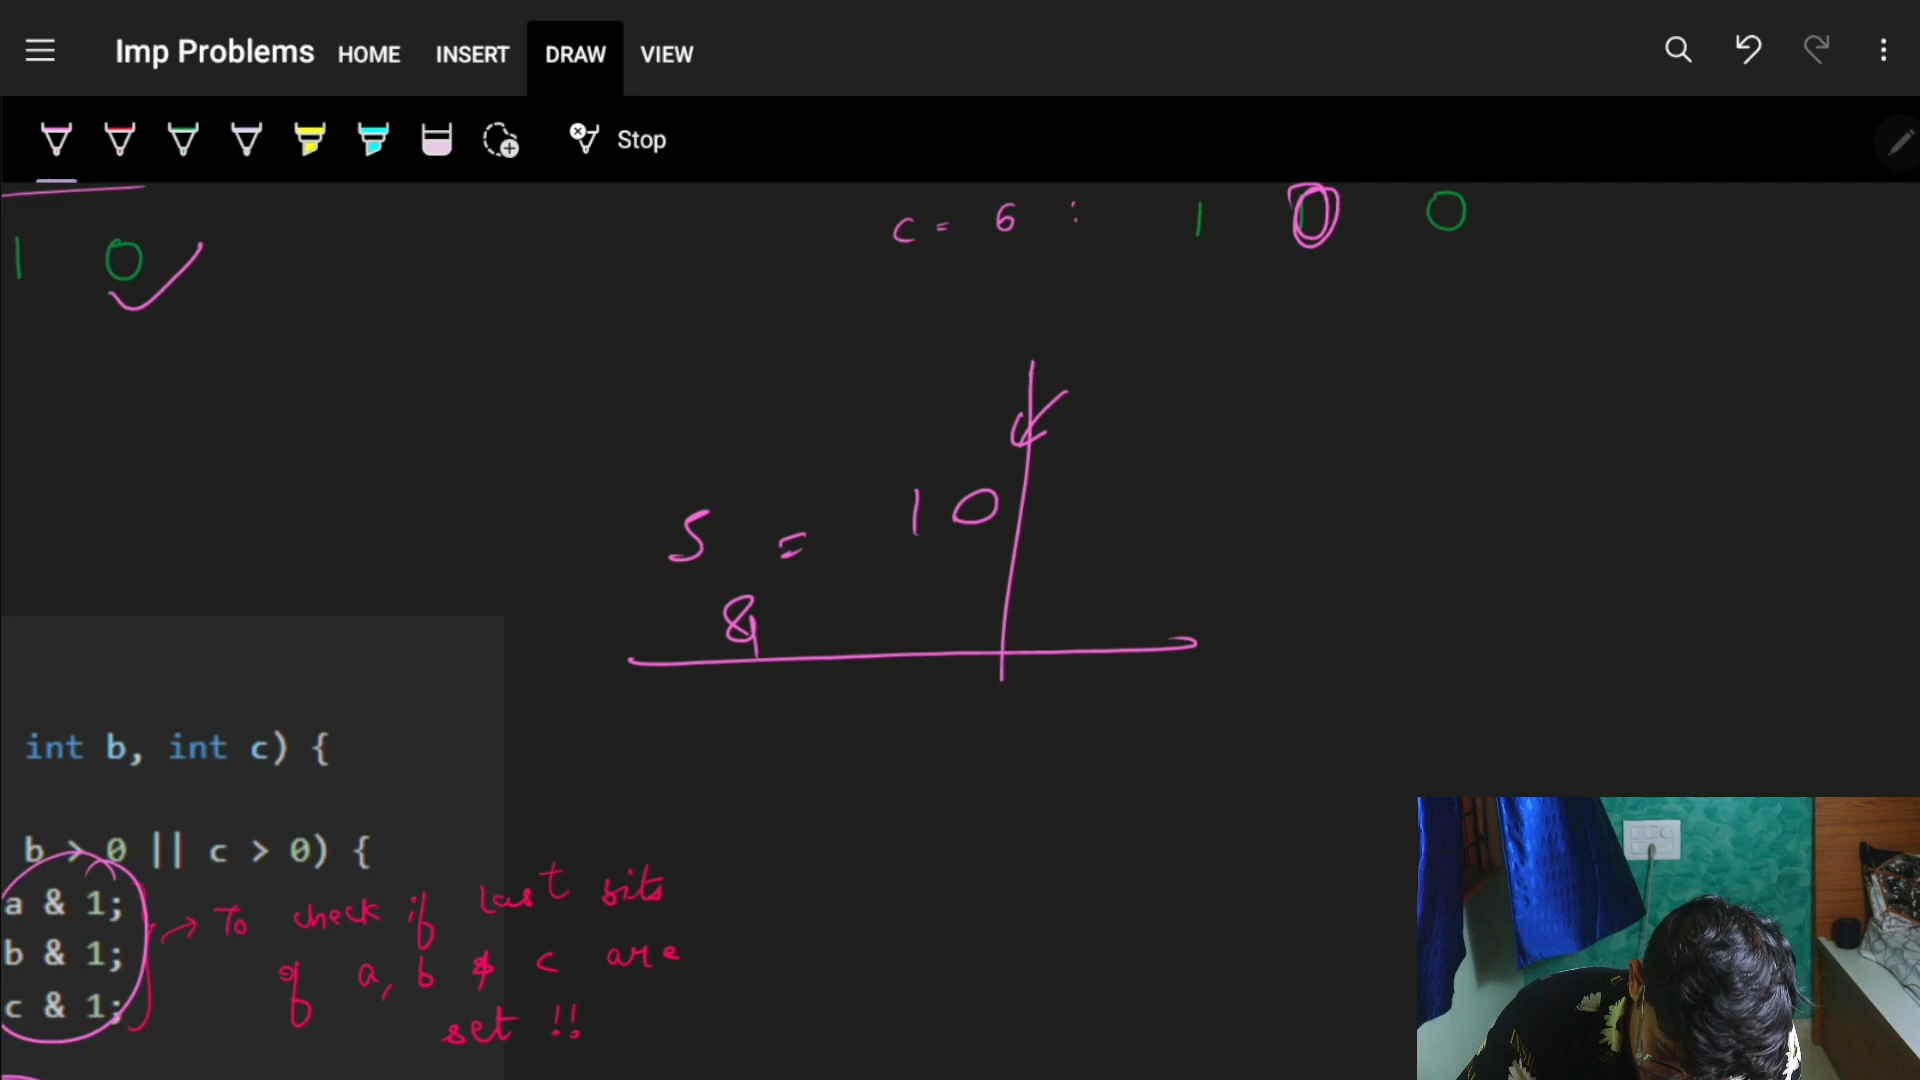 Imp Problems HOME INSERT DRAW VIEW
Stop
c = 6 : 1 0 0
1 0
5 = 1 0
&
int b, int c) {
b > 0 || c > 0) {
a & 1;
b & 1;
c & 1;
→ To check if last bits
of a, b & c are
set !!